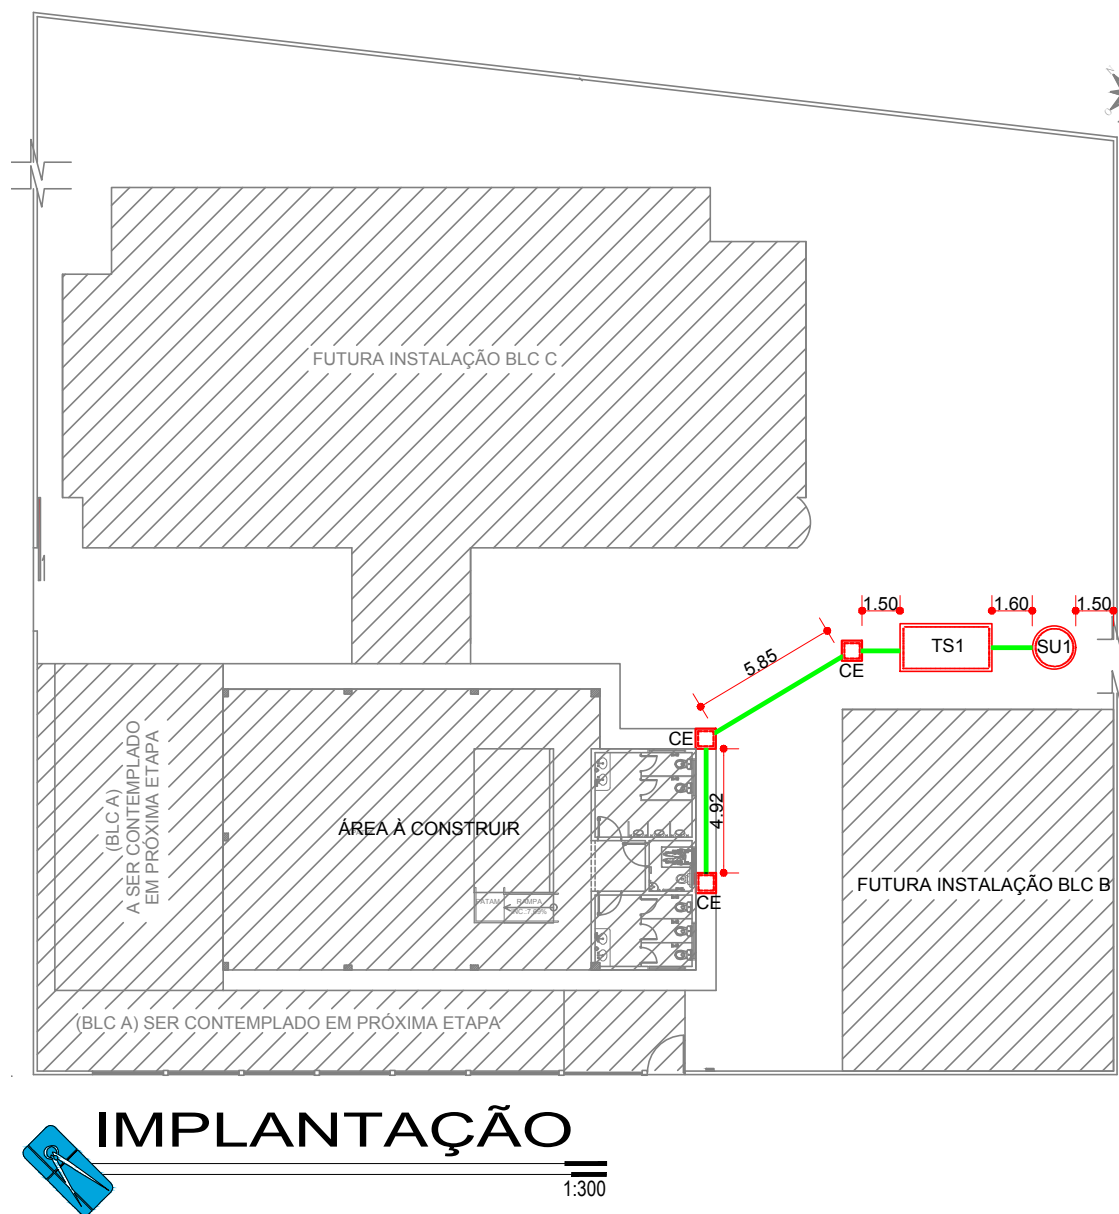 FUTURA INSTALAÇÃO BLC C
1.50
1.60
1.50
5.85
TS1
SU1
CE
CE
4.92
CE
(BLC A)
A SER CONTEMPLADO
EM PRÓXIMA ETAPA
ÁREA À CONSTRUIR
RAMPA
FUTURA INSTALAÇÃO BLC B
(BLC A) SER CONTEMPLADO EM PRÓXIMA ETAPA
IMPLANTAÇÃO
1:300